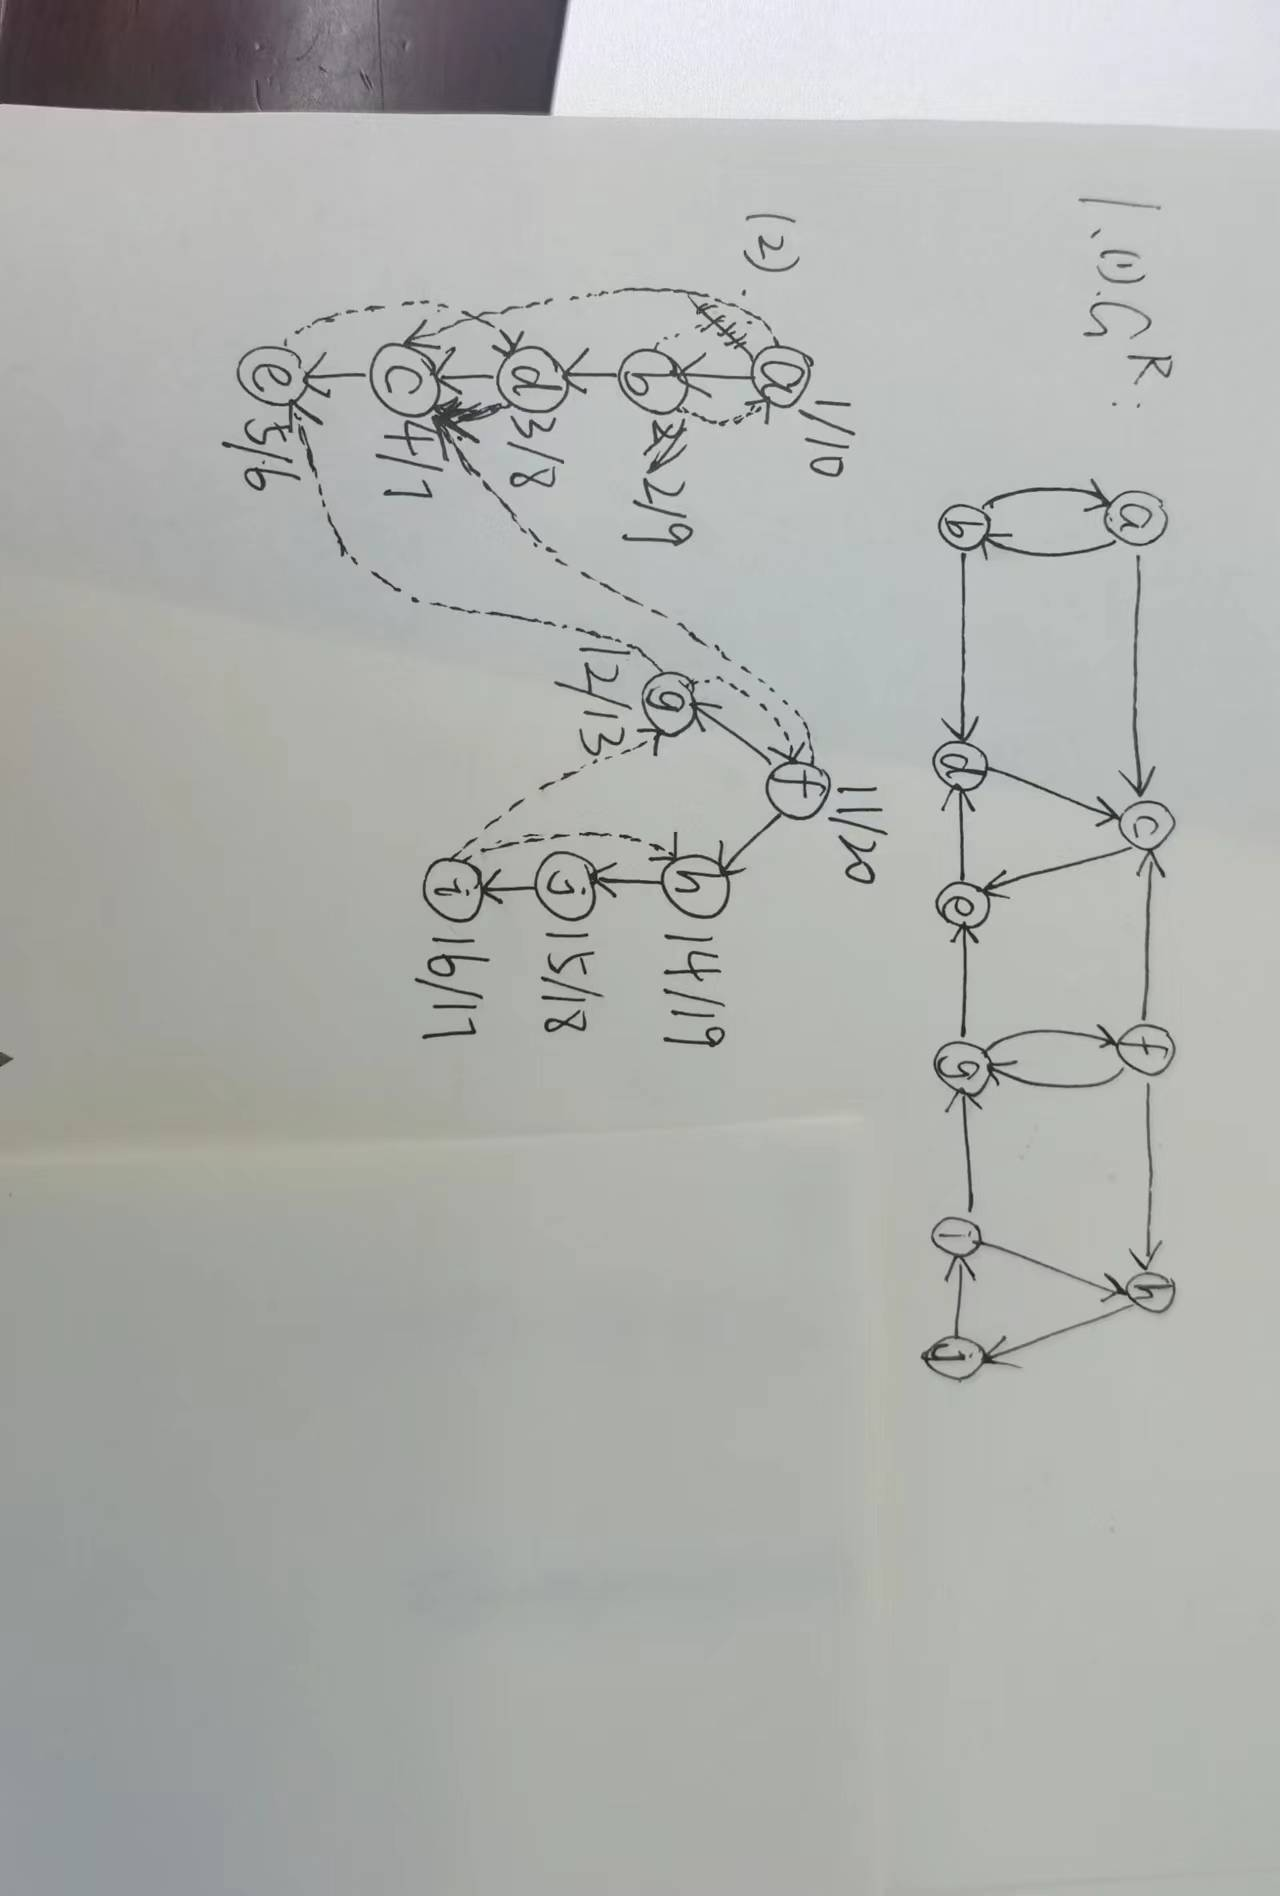 1. (1). G^R:
a c f h
b d e g i j
(2)
a 1/10 f 11/20
b 2/9 g 12/13 h 14/19
d 3/8 j 15/18
c 4/7 i 16/17
e 5/6